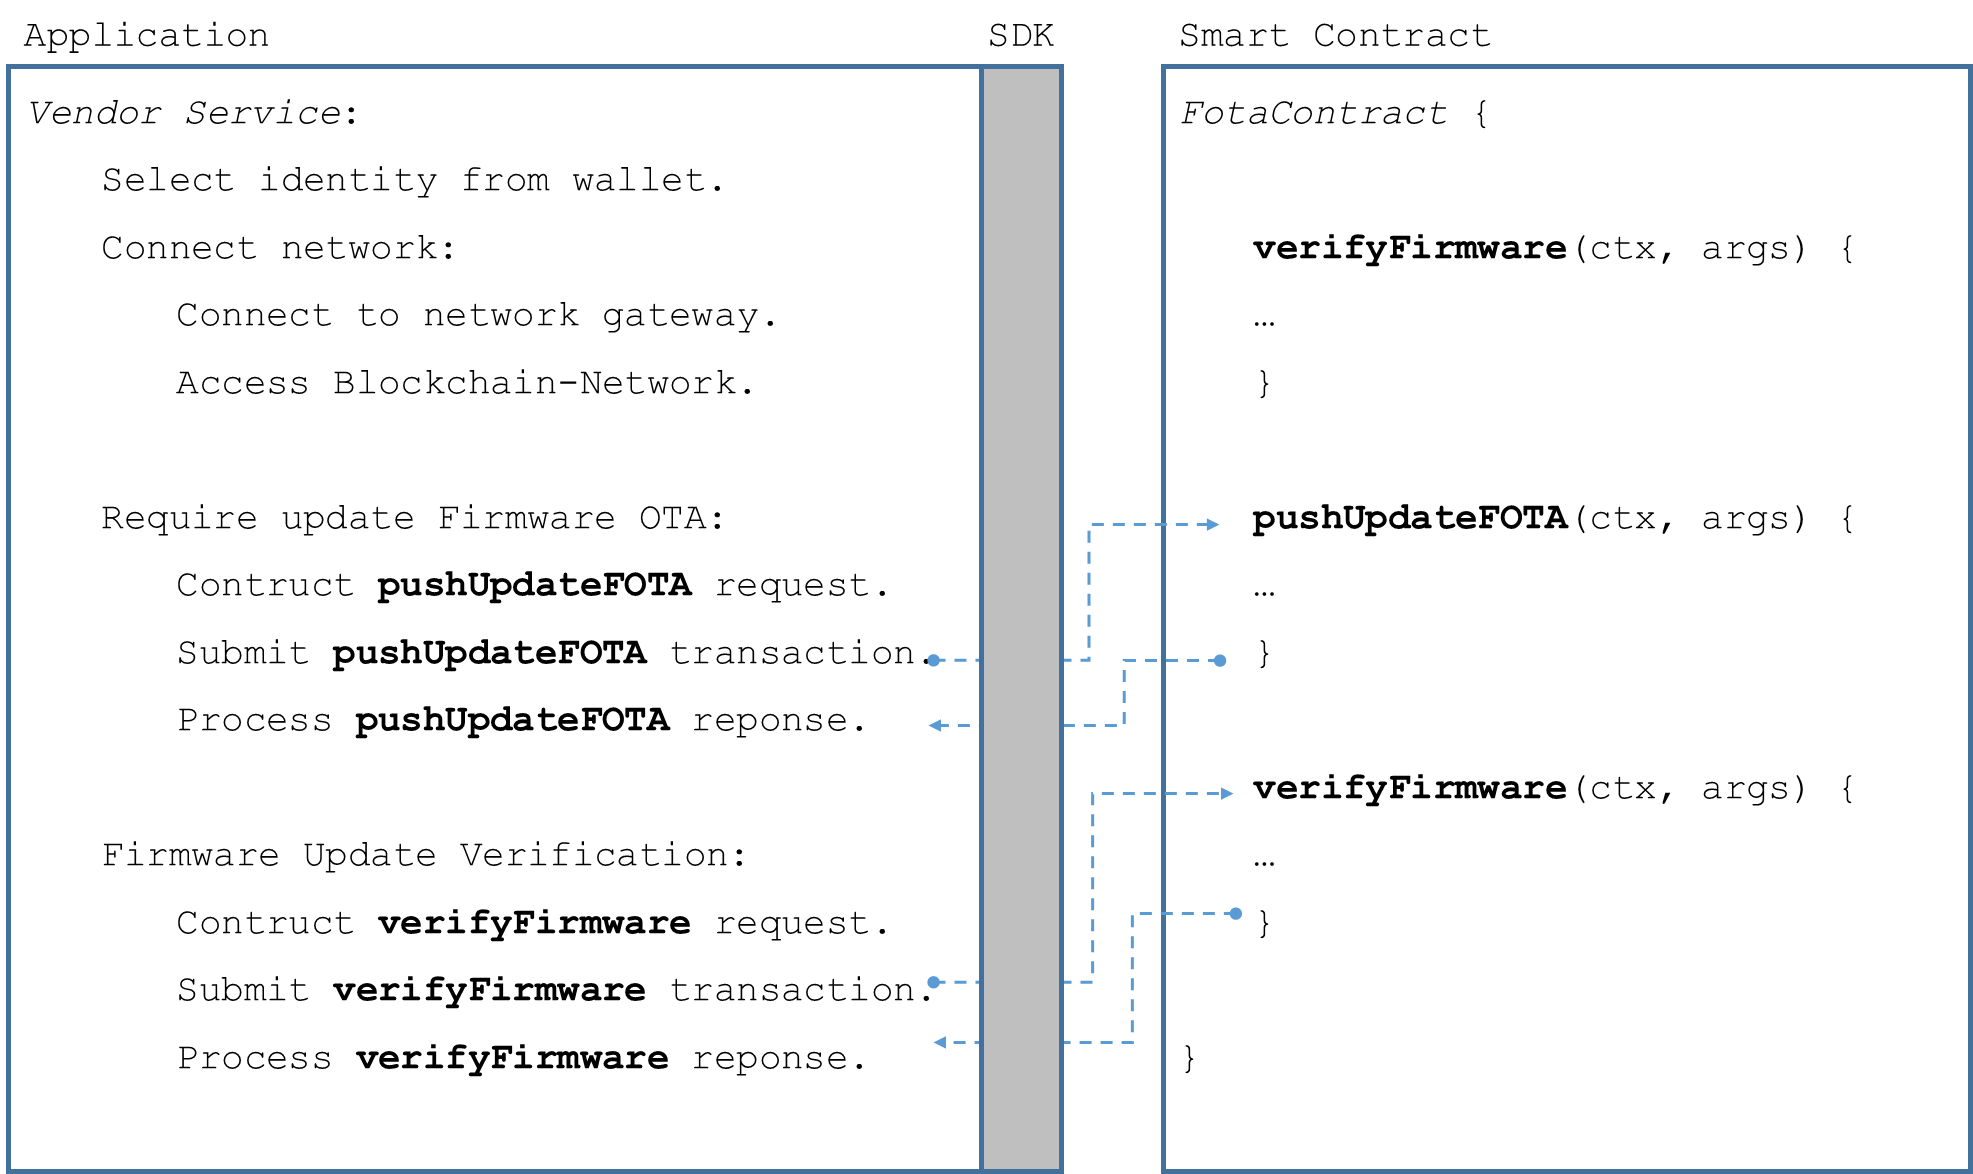 Application
SDK
Smart Contract
Vendor Service:
Select identity from wallet.
Connect network:
Connect to network gateway.
Access Blockchain-Network.
Require update Firmware OTA:
Contruct pushUpdateFOTA request.
Submit pushUpdateFOTA transaction.
Process pushUpdateFOTA reponse.
Firmware Update Verification:
Contruct verifyFirmware request.
Submit verifyFirmware transaction.
Process verifyFirmware reponse.
FotaContract {
verifyFirmware(ctx, args) {
…
}
pushUpdateFOTA(ctx, args) {
…
}
verifyFirmware(ctx, args) {
…
}
}